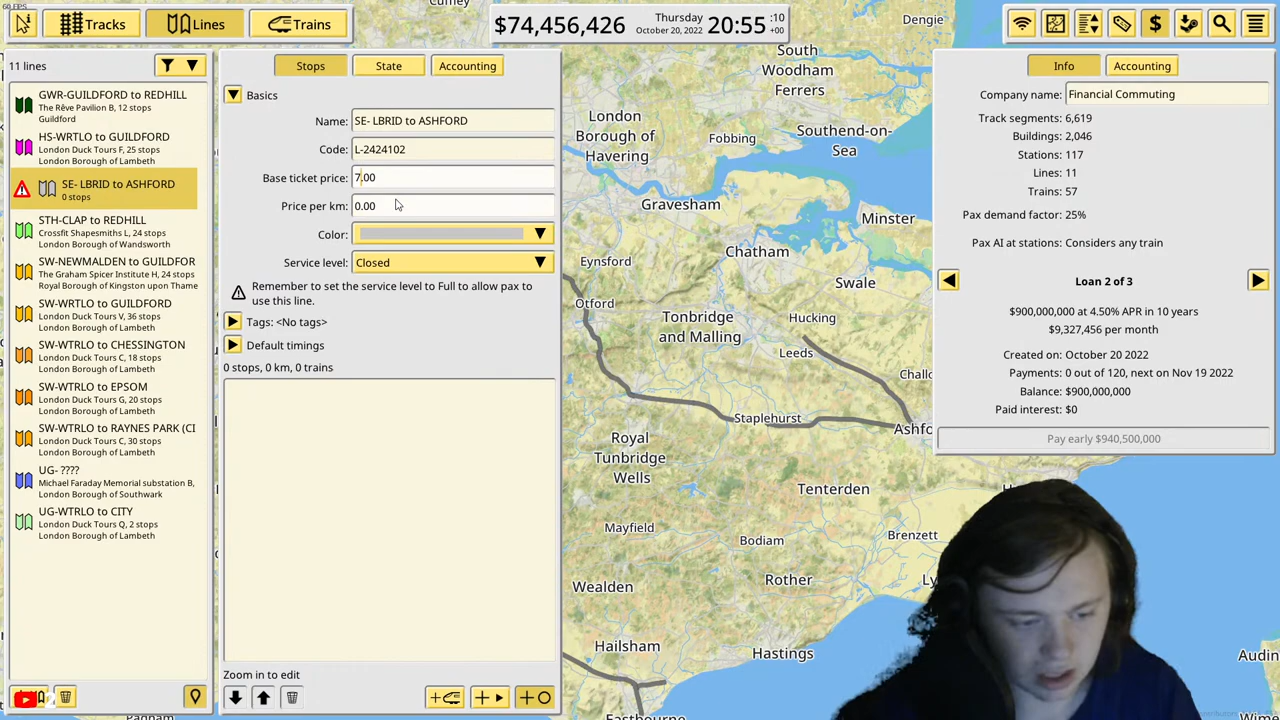 60 FPS
Tracks
Lines
Trains
$74,456,426
Thursday
October 20, 2022
20:55
:10
+00
11 lines
GWR-GUILDFORD to REDHILL
The Rêve Pavilion B, 12 stops
Guildford
HS-WRTLO to GUILDFORD
London Duck Tours F, 25 stops
London Borough of Lambeth
SE- LBRID to ASHFORD
0 stops
STH-CLAP to REDHILL
Crossfit Shapesmiths L, 24 stops
London Borough of Wandsworth
SW-NEWMALDEN to GUILDFOR
The Graham Spicer Institute H, 24 stops
Royal Borough of Kingston upon Thame
SW-WRTLO to GUILDFORD
London Duck Tours V, 36 stops
London Borough of Lambeth
SW-WRTLO to CHESSINGTON
London Duck Tours C, 18 stops
London Borough of Lambeth
SW-WTRLO to EPSOM
London Duck Tours G, 20 stops
London Borough of Lambeth
SW-WTRLO to RAYNES PARK (CI
London Duck Tours C, 30 stops
London Borough of Lambeth
UG- ????
Michael Faraday Memorial substation B,
London Borough of Southwark
UG-WTRLO to CITY
London Duck Tours Q, 2 stops
London Borough of Lambeth
Stops
State
Accounting
Basics
Name: SE- LBRID to ASHFORD
Code: L-2424102
Base ticket price: 7.00
Price per km: 0.00
Color:
Service level: Closed
Remember to set the service level to Full to allow pax to
use this line.
Tags: <No tags>
Default timings
0 stops, 0 km, 0 trains
Zoom in to edit
South
Woodham
Ferrers
Dengie
London
Borough of
Havering
Fobbing
Southend-on-
Sea
Gravesham
Minster
Chatham
Eynsford
Swale
Otford
Tonbridge
and Malling
Hucking
Leeds
Staplehurst
Royal
Tunbridge
Wells
Tenterden
Mayfield
Bodiam
Brenzett
Wealden
Rother
Hailsham
Hastings
Info
Accounting
Company name: Financial Commuting
Track segments: 6,619
Buildings: 2,046
Stations: 117
Lines: 11
Trains: 57
Pax demand factor: 25%
Pax AI at stations: Considers any train
Loan 2 of 3
$900,000,000 at 4.50% APR in 10 years
$9,327,456 per month
Created on: October 20 2022
Payments: 0 out of 120, next on Nov 19 2022
Balance: $900,000,000
Paid interest: $0
Pay early $940,500,000